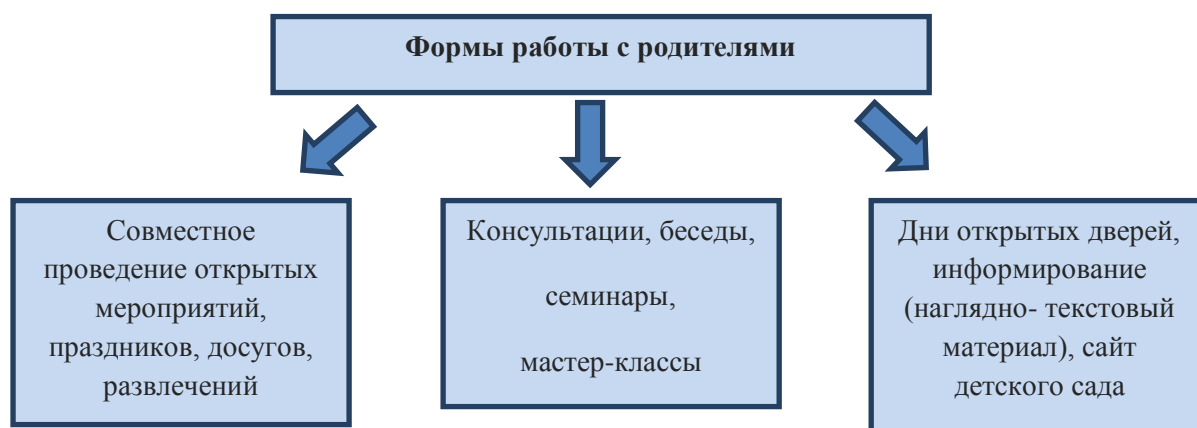 Формы работы с родителями
Совместное
проведение открытых
мероприятий,
праздников, досугов,
развлечений
Консультации, беседы,
семинары,
мастер-классы
Дни открытых дверей,
информирование
(наглядно- текстовый
материал), сайт
детского сада